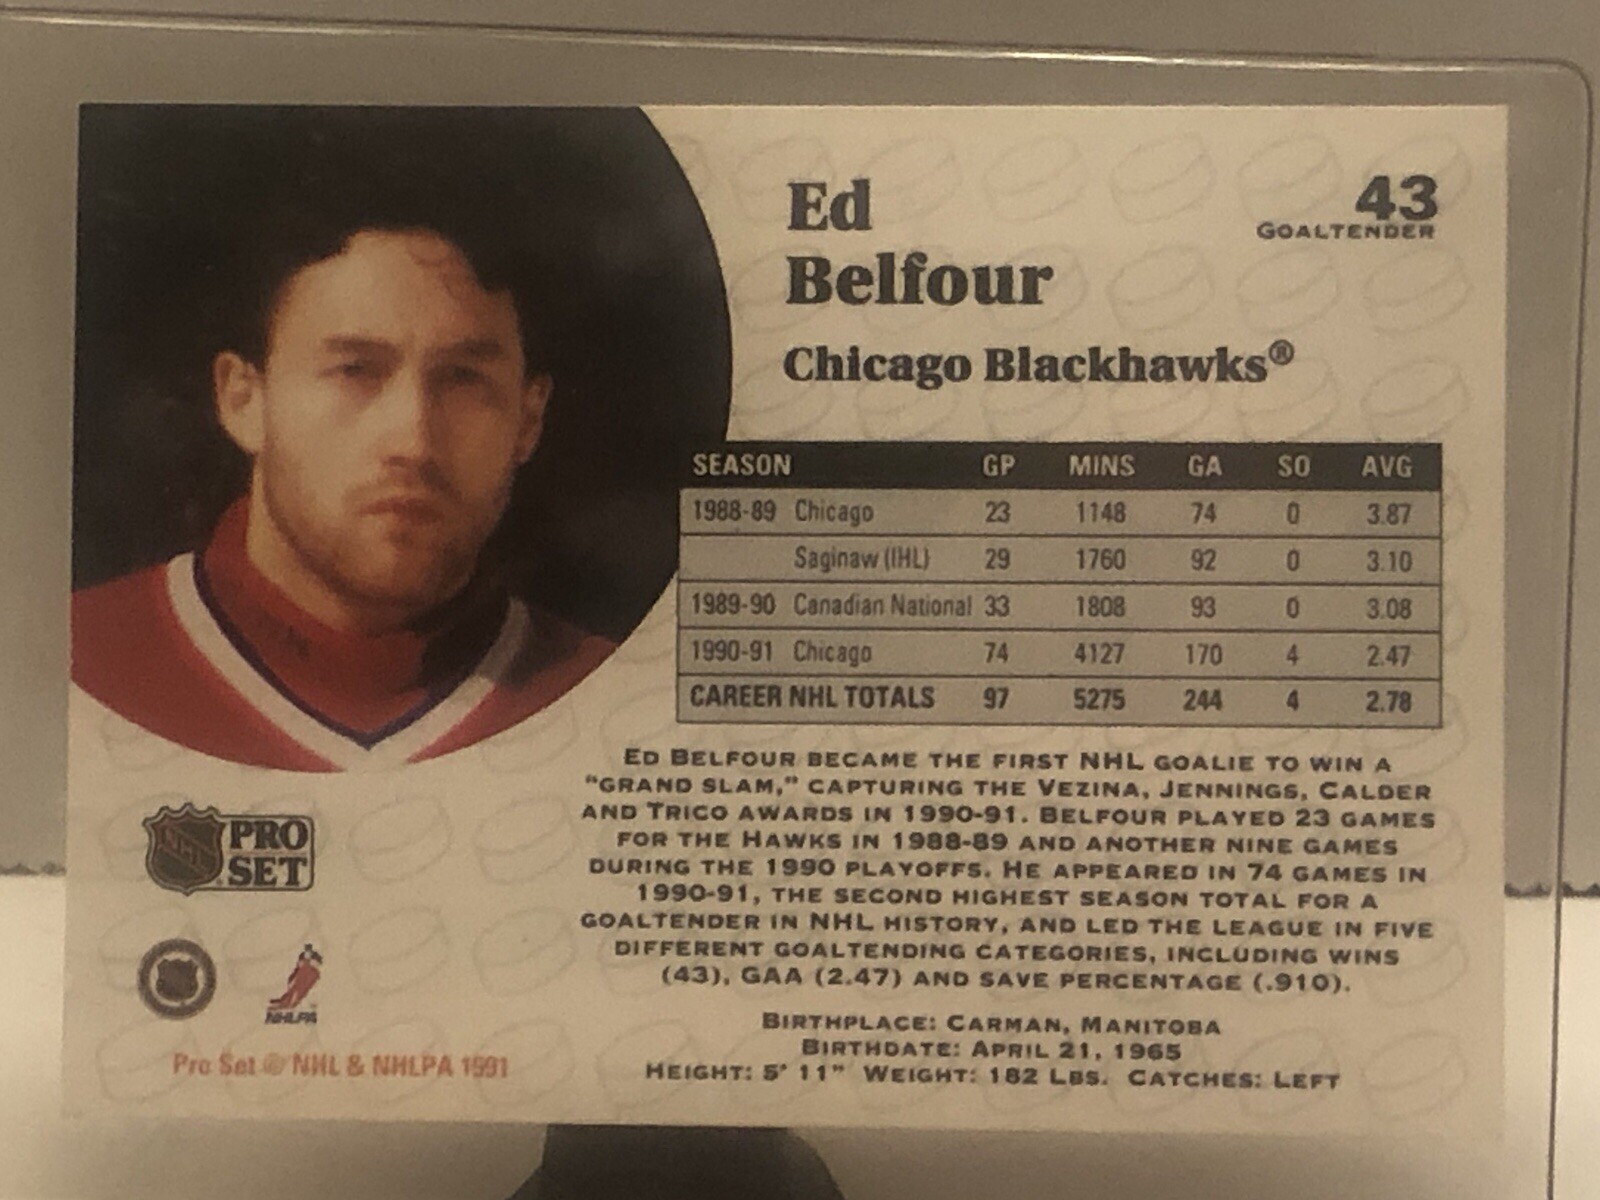 Ed
Belfour
43
GOALTENDER
Chicago Blackhawks®
SEASON GP MINS GA SO AVG
1988-89 Chicago 23 1148 74 0 3.87
Saginaw (IHL) 29 1760 92 0 3.10
1989-90 Canadian National 33 1808 93 0 3.08
1990-91 Chicago 74 4127 170 4 2.47
CAREER NHL TOTALS 97 5275 244 4 2.78
ED BELFOUR BECAME THE FIRST NHL GOALIE TO WIN A
"GRAND SLAM," CAPTURING THE VEZINA, JENNINGS, CALDER
AND TRICO AWARDS IN 1990-91. BELFOUR PLAYED 23 GAMES
FOR THE HAWKS IN 1988-89 AND ANOTHER NINE GAMES
DURING THE 1990 PLAYOFFS. HE APPEARED IN 74 GAMES IN
1990-91, THE SECOND HIGHEST SEASON TOTAL FOR A
GOALTENDER IN NHL HISTORY, AND LED THE LEAGUE IN FIVE
DIFFERENT GOALTENDING CATEGORIES, INCLUDING WINS
(43), GAA (2.47) AND SAVE PERCENTAGE (.910).
BIRTHPLACE: CARMAN, MANITOBA
BIRTHDATE: APRIL 21, 1965
HEIGHT: 5' 11" WEIGHT: 182 LBS. CATCHES: LEFT
NHL PRO
SET
NHLPA
Pro Set © NHL & NHLPA 1991